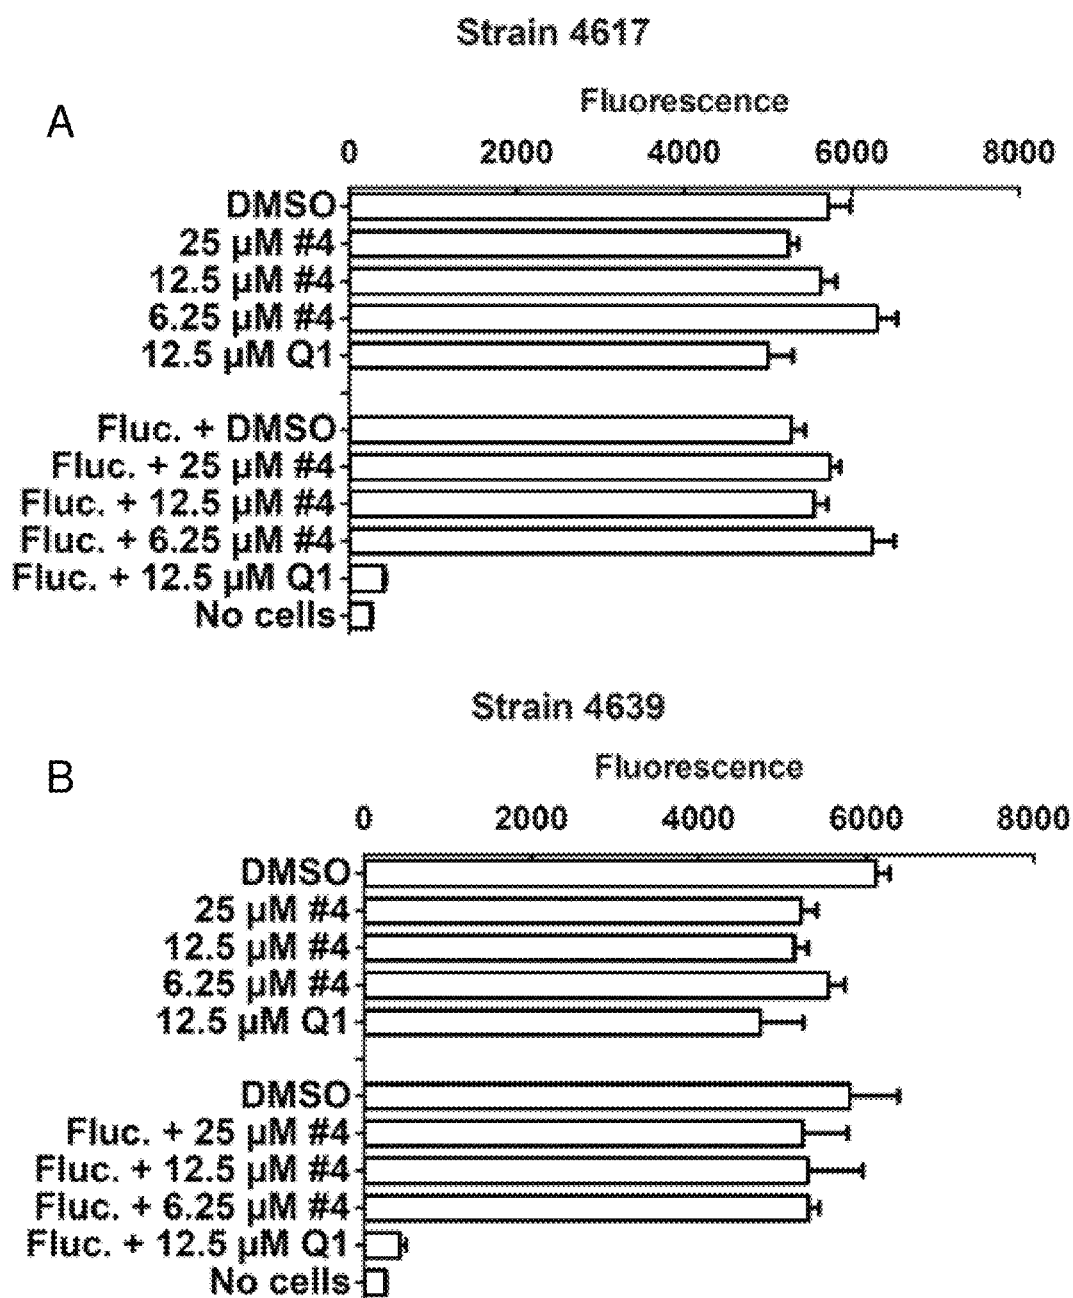 Strain 4617
A
Fluorescence
0 2000 4000 6000 8000
DMSO
25 µM #4
12.5 µM #4
6.25 µM #4
12.5 µM Q1
Fluc. + DMSO
Fluc. + 25 µM #4
Fluc. + 12.5 µM #4
Fluc. + 6.25 µM #4
Fluc. + 12.5 µM Q1
No cells
Strain 4639
B
Fluorescence
0 2000 4000 6000 8000
DMSO
25 µM #4
12.5 µM #4
6.25 µM #4
12.5 µM Q1
DMSO
Fluc. + 25 µM #4
Fluc. + 12.5 µM #4
Fluc. + 6.25 µM #4
Fluc. + 12.5 µM Q1
No cells